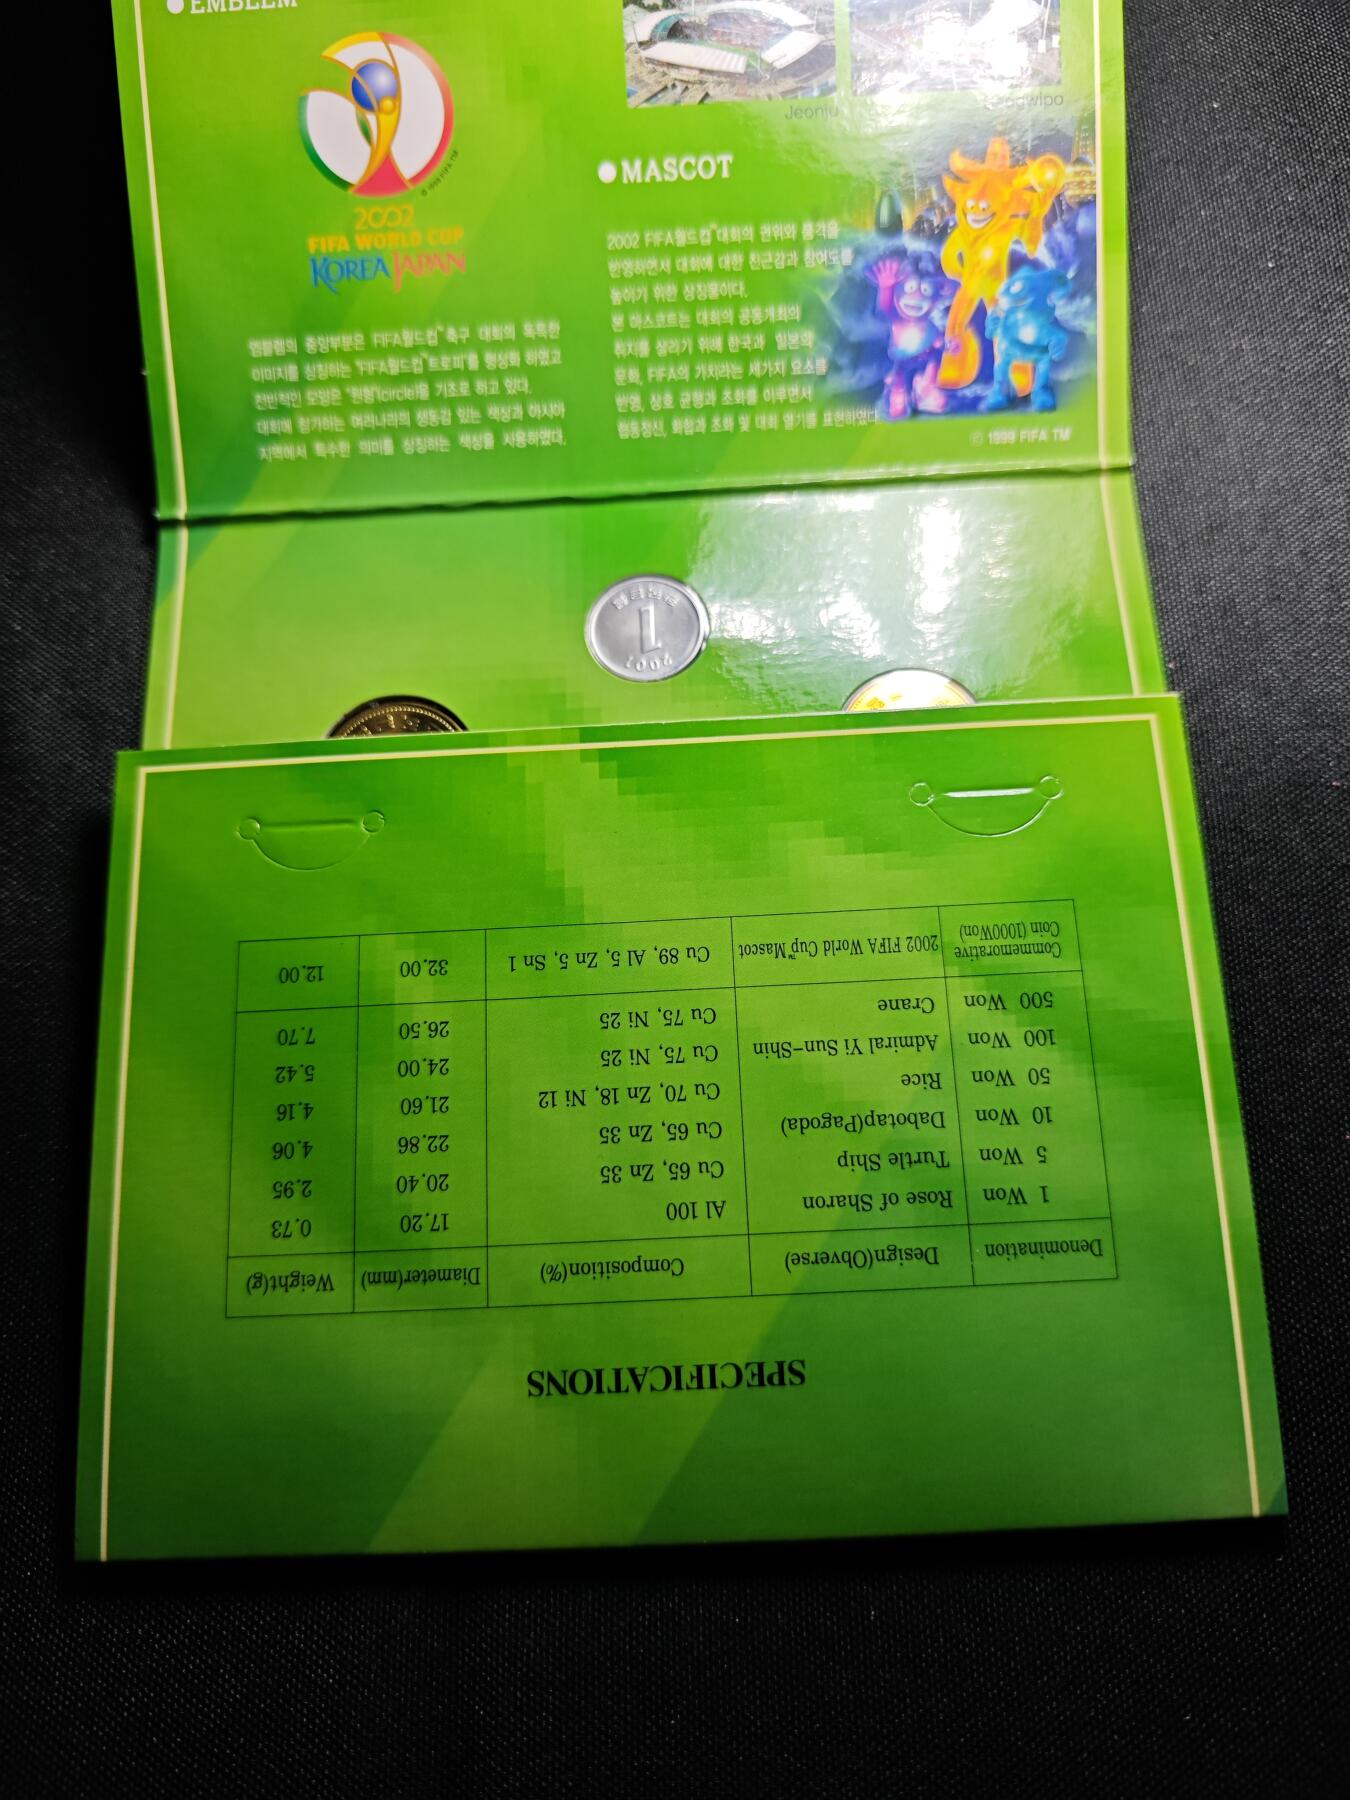 EMBLEM
© 1999 FIFA TM
2002
FIFA WORLD CUP
KOREA JAPAN
엠블렘의 중앙부분은 FIFA월드컵™축구 대회의 독특한
이미지를 상징하는 "FIFA월드컵™트로피"를 형상화 하였고
전반적인 모양은 "원형"(circle)을 기초로 하고 있다.
대회에 참가하는 여러나라의 생동감 있는 색상과 아시아
지역에서 특수한 의미를 상징하는 색상을 사용하였다.
Jeonju
MASCOT
2002 FIFA월드컵™대회의 권위와 품격을
반영하면서 대회에 대한 친근감과 참여도를
높이기 위한 상징물이다.
본 마스코트는 대회의 공동개최의
취지를 살리기 위해 한국과 일본의
문화, FIFA의 가치라는 세가지 요소를
반영, 상호 균형과 조화를 이루면서
협동정신, 화합과 조화 및 대회 열기를 표현하였다.
© 1999 FIFA TM
한국은행
1
2002
SPECIFICATIONS
Denomination Design(Obverse) Composition(%) Diameter(mm) Weight(g)
1 Won Rose of Sharon Al 100 17.20 0.73
5 Won Turtle Ship Cu 65, Zn 35 20.40 2.95
10 Won Dabotap(Pagoda) Cu 65, Zn 35 22.86 4.06
50 Won Rice Cu 70, Zn 18, Ni 12 21.60 4.16
100 Won Admiral Yi Sun-Shin Cu 75, Ni 25 24.00 5.42
500 Won Crane Cu 75, Ni 25 26.50 7.70
Commemorative
Coin (1000Won) 2002 FIFA World Cup™ Mascot Cu 89, Al 5, Zn 5, Sn 1 32.00 12.00